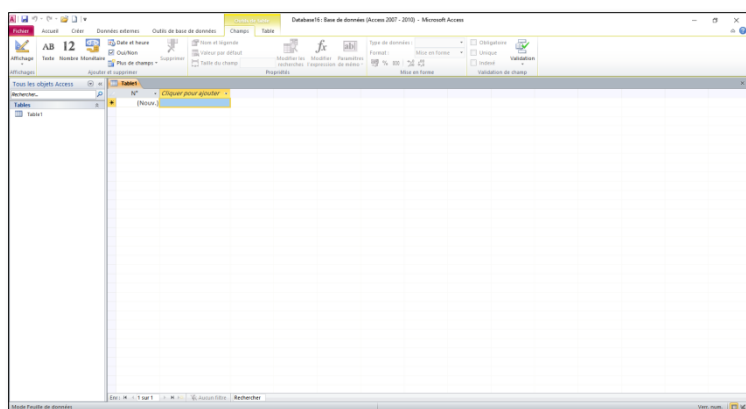 Database16 : Base de données (Access 2007 - 2010) - Microsoft Access
Fichier Accueil Créer Données externes Outils de base de données Champs Table
Affichage
AB Texte
12 Nombre
Monétaire
Date et heure
Oui/Non
Plus de champs
Supprimer
Nom et légende
Valeur par défaut
Taille du champ
Modifier les recherches
fx Modifier l'expression
ab Paramètres de mémo
Type de données :
Format : Mise en forme
%
Obligatoire
Unique
Indexé
Validation
Affichages Ajouter et supprimer Propriétés Mise en forme Validation de champ
Tous les objets Access
Rechercher...
Tables
Table1
Table1
N° Cliquer pour ajouter
(Nouv.)
Enr : 1 sur 1 Aucun filtre Rechercher
Mode Feuille de données Verr. num.